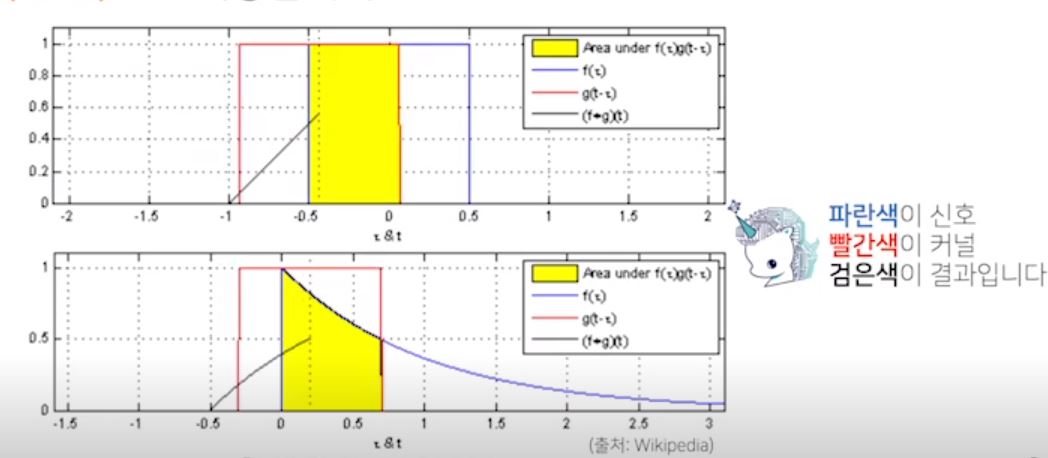 1
0.8
0.6
0.4
0.2
0
-2 -1.5 -1 -0.5 0 0.5 1 1.5 2
τ & t
Area under f(τ)g(t-τ)
f(τ)
g(t-τ)
(f∗g)(t)
1
0.5
0
-1.5 -1 -0.5 0 0.5 1 1.5 2 2.5 3
τ & t
Area under f(τ)g(t-τ)
f(τ)
g(t-τ)
(f∗g)(t)
파란색이 신호
빨간색이 커널
검은색이 결과입니다
(출처: Wikipedia)